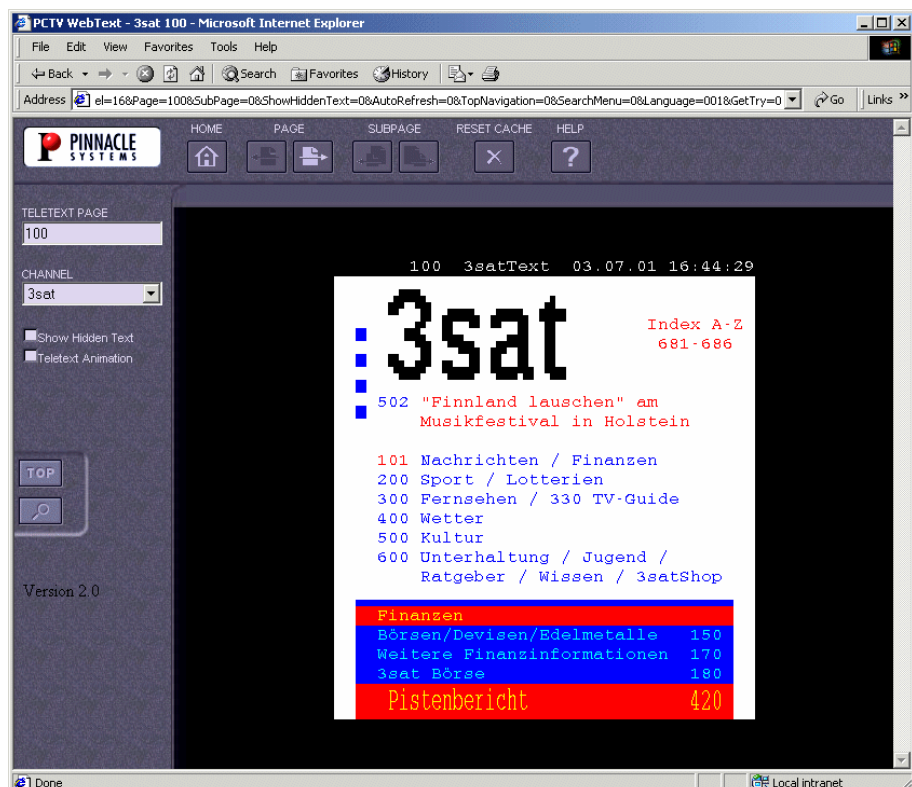 PCTV WebText - 3sat 100 - Microsoft Internet Explorer
File Edit View Favorites Tools Help
Back Search Favorites History
Address el=16&Page=100&SubPage=0&ShowHiddenText=0&AutoRefresh=0&TopNavigation=0&SearchMenu=0&Language=001&GetTry=0 Go Links »
PINNACLE
SYSTEMS
HOME PAGE SUBPAGE RESET CACHE HELP
TELETEXT PAGE
100
CHANNEL
3sat
Show Hidden Text
Teletext Animation
TOP
Version 2.0
100 3satText 03.07.01 16:44:29
3sat
Index A-Z
681-686
502 "Finnland lauschen" am
Musikfestival in Holstein
101 Nachrichten / Finanzen
200 Sport / Lotterien
300 Fernsehen / 330 TV-Guide
400 Wetter
500 Kultur
600 Unterhaltung / Jugend /
Ratgeber / Wissen / 3satShop
Finanzen
Börsen/Devisen/Edelmetalle 150
Weitere Finanzinformationen 170
3sat Börse 180
Pistenbericht 420
Done Local intranet